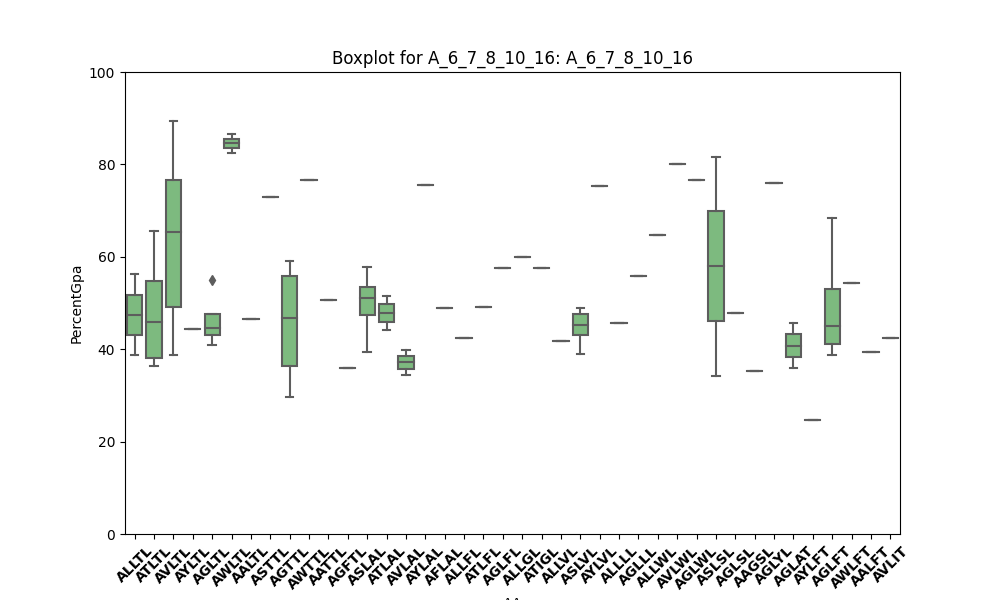 Boxplot for A_6_7_8_10_16: A_6_7_8_10_16
PercentGpa
100
80
60
40
20
0
ALLTL
ATLTL
AVLTL
AYLTL
AGLTL
AWLTL
AALTL
ASTTL
AGTTL
AWTTL
AATTL
AGFTL
ASLAL
ATLAL
AVLAL
AYLAL
AFLAL
ALLFL
ATLFL
AGLFL
ALLGL
ATIGL
ALLVL
ASLVL
AYLVL
ALLLL
AGLLL
ALLWL
AVLWL
AGLWL
ASLSL
AGLSL
AAGSL
AGLYL
AGLAT
AYLFT
AGLFT
AWLFT
AALFT
AVLIT